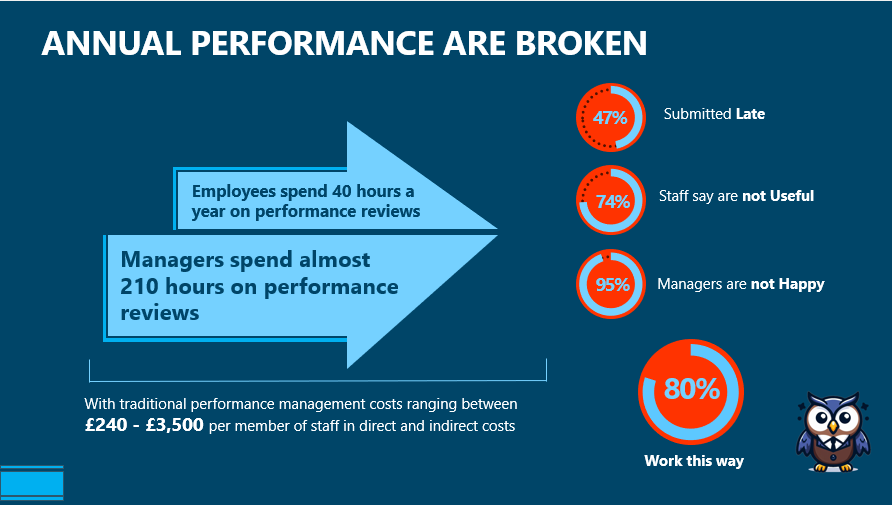 ANNUAL PERFORMANCE ARE BROKEN
Employees spend 40 hours a
year on performance reviews
Managers spend almost
210 hours on performance
reviews
With traditional performance management costs ranging between
£240 - £3,500 per member of staff in direct and indirect costs
47%
Submitted Late
74%
Staff say are not Useful
95%
Managers are not Happy
80%
Work this way